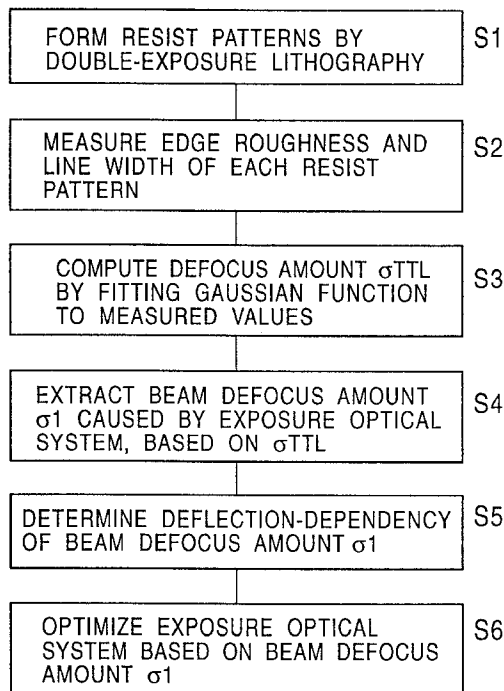 FORM RESIST PATTERNS BY
DOUBLE-EXPOSURE LITHOGRAPHY
S1
MEASURE EDGE ROUGHNESS AND
LINE WIDTH OF EACH RESIST
PATTERN
S2
COMPUTE DEFOCUS AMOUNT σTTL
BY FITTING GAUSSIAN FUNCTION
TO MEASURED VALUES
S3
EXTRACT BEAM DEFOCUS AMOUNT
σ1 CAUSED BY EXPOSURE OPTICAL
SYSTEM, BASED ON σTTL
S4
DETERMINE DEFLECTION-DEPENDENCY
OF BEAM DEFOCUS AMOUNT σ1
S5
OPTIMIZE EXPOSURE OPTICAL
SYSTEM BASED ON BEAM DEFOCUS
AMOUNT σ1
S6